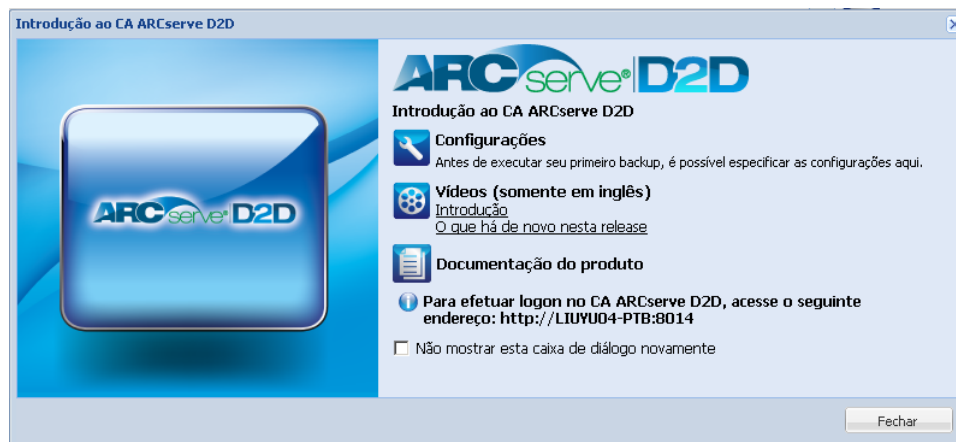 Introdução ao CA ARCserve D2D
ARCserve® D2D
ARCserve® D2D
Introdução ao CA ARCserve D2D
Configurações
Antes de executar seu primeiro backup, é possível especificar as configurações aqui.
Vídeos (somente em inglês)
Introdução
O que há de novo nesta release
Documentação do produto
Para efetuar logon no CA ARCserve D2D, acesse o seguinte
endereço: http://LIUYU04-PTB:8014
Não mostrar esta caixa de diálogo novamente
Fechar